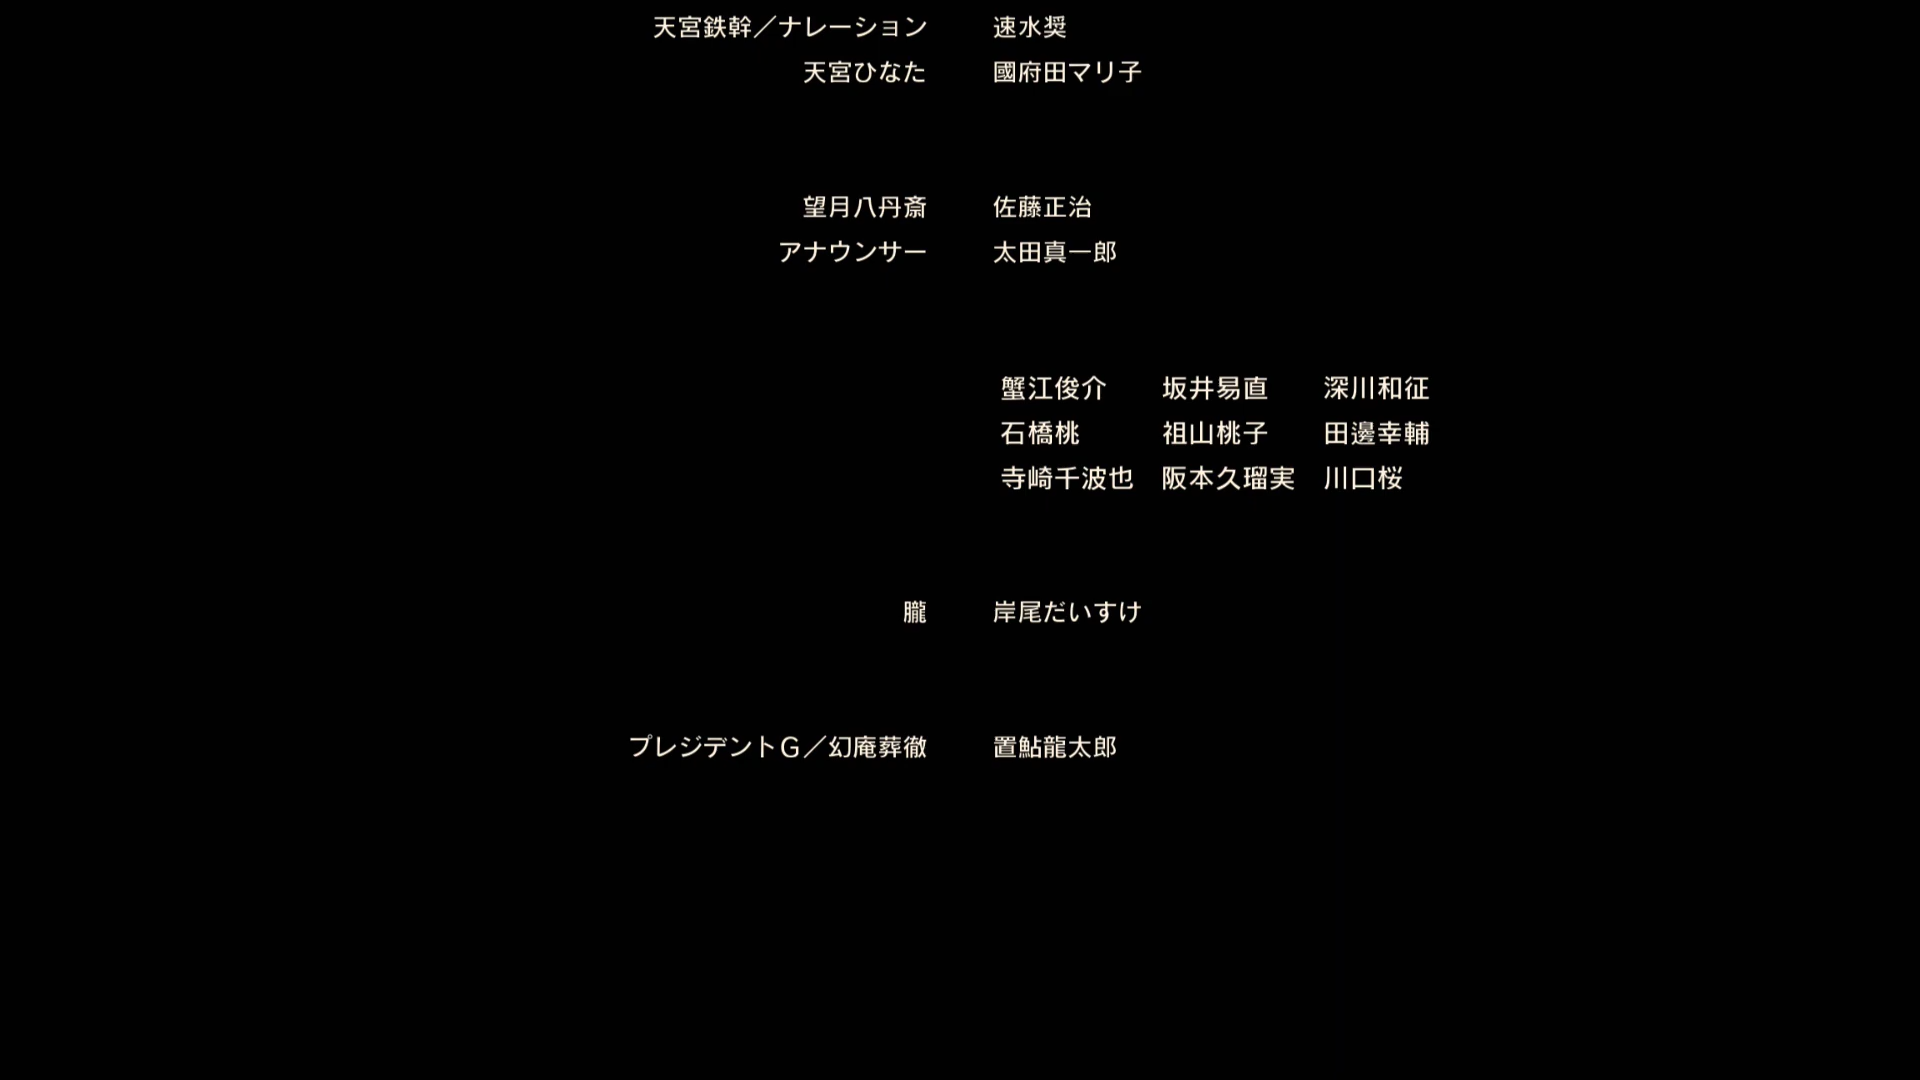 天宮鉄幹／ナレーション 速水奨
天宮ひなた 國府田マリ子
望月八丹斎 佐藤正治
アナウンサー 太田真一郎
蟹江俊介 坂井易直 深川和征
石橋桃 祖山桃子 田邊幸輔
寺崎千波也 阪本久瑠実 川口桜
朧 岸尾だいすけ
プレジデントＧ／幻庵葬徹 置鮎龍太郎